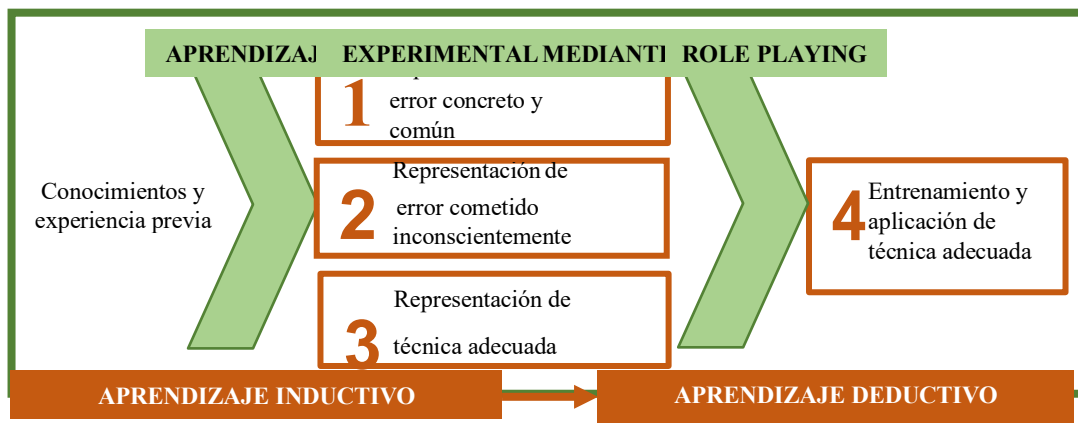 APRENDIZAJ EXPERIMENTAL MEDIANT ROLE PLAYING
1
error concreto y
común
Conocimientos y
experiencia previa
2
Representación de
error cometido
inconscientemente
3
Representación de
técnica adecuada
4
Entrenamiento y
aplicación de
técnica adecuada
APRENDIZAJE INDUCTIVO
APRENDIZAJE DEDUCTIVO